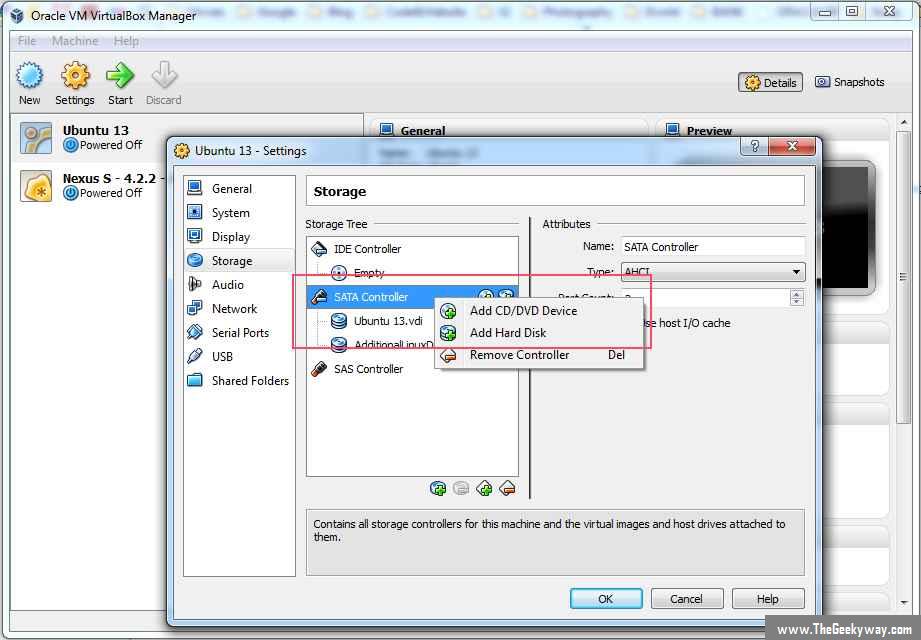 Oracle VM VirtualBox Manager
File Machine Help
New Settings Start Discard
Details Snapshots
Ubuntu 13
Powered Off
Nexus S - 4.2.2 -
Powered Off
General
Preview
Ubuntu 13 - Settings
General
System
Display
Storage
Audio
Network
Serial Ports
USB
Shared Folders
Storage
Storage Tree
IDE Controller
Empty
SATA Controller
Ubuntu 13.vdi
AdditionalLinuxD
SAS Controller
Add CD/DVD Device
Add Hard Disk
Remove Controller Del
Attributes
Name: SATA Controller
Type: AHCI
Port Count:
se host I/O cache
Contains all storage controllers for this machine and the virtual images and host drives attached to
them.
OK Cancel Help
www.TheGeekyway.com